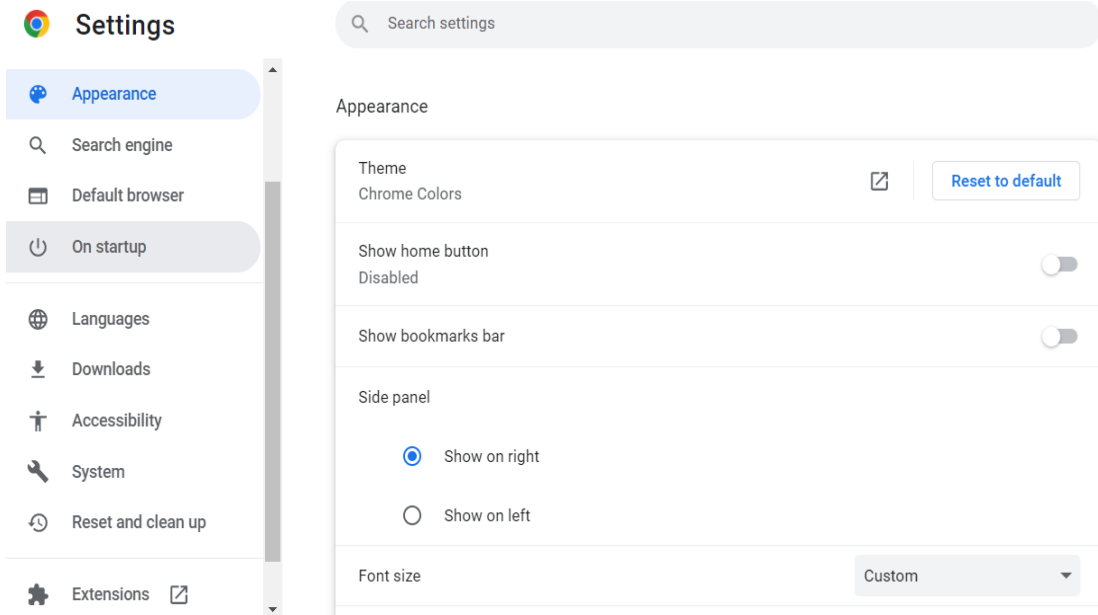 Settings
Search settings
Appearance
Search engine
Default browser
On startup
Languages
Downloads
Accessibility
System
Reset and clean up
Extensions
Appearance
Theme
Chrome Colors
Reset to default
Show home button
Disabled
Show bookmarks bar
Side panel
Show on right
Show on left
Font size
Custom